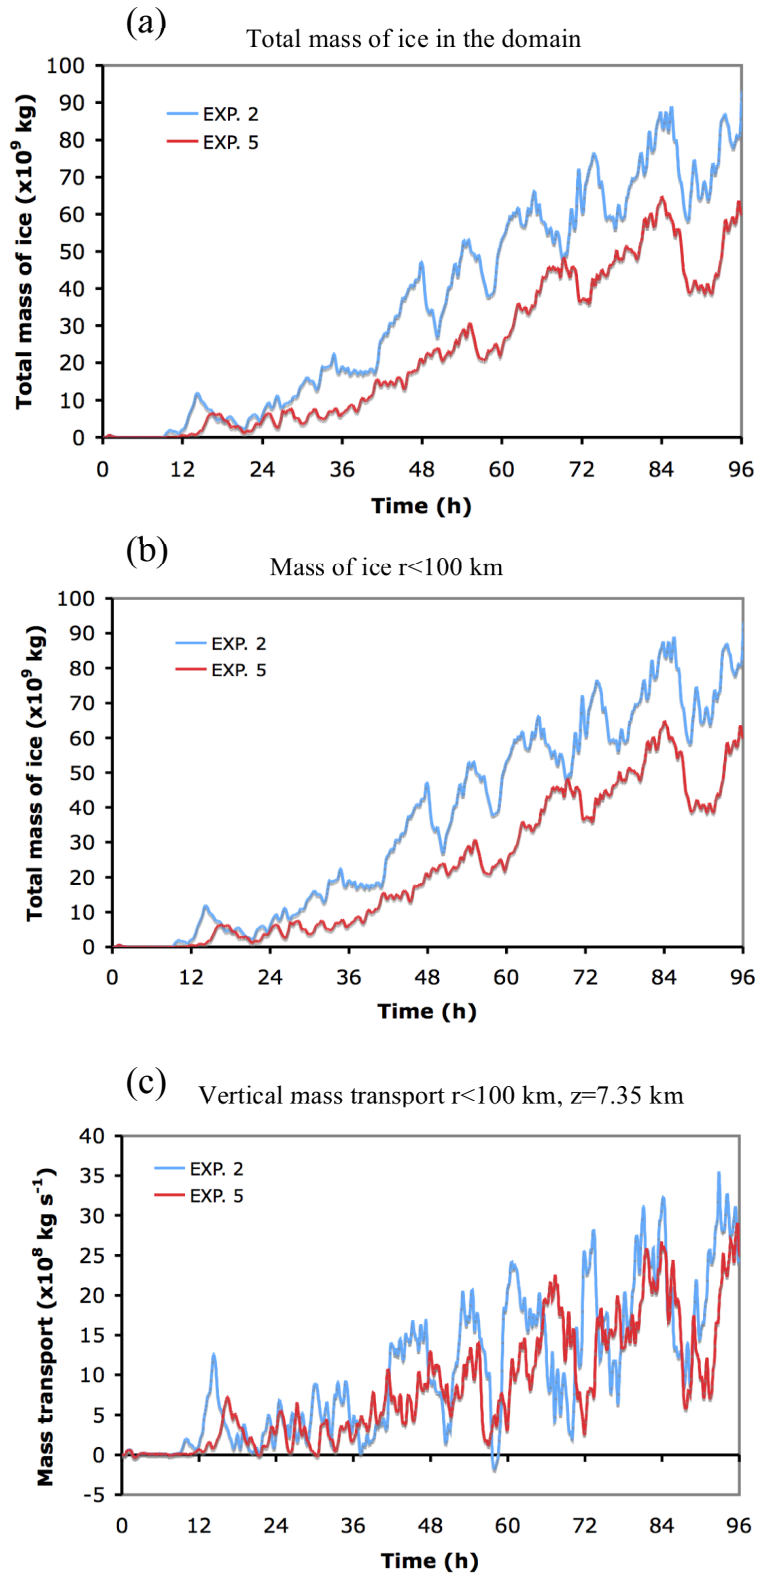 (a)
Total mass of ice in the domain
Total mass of ice (x10⁹ kg)
100
90
80
70
60
50
40
30
20
10
0
EXP. 2
EXP. 5
0 12 24 36 48 60 72 84 96
Time (h)
(b)
Mass of ice r<100 km
Total mass of ice (x10⁹ kg)
100
90
80
70
60
50
40
30
20
10
0
EXP. 2
EXP. 5
0 12 24 36 48 60 72 84 96
Time (h)
(c)
Vertical mass transport r<100 km, z=7.35 km
Mass transport (x10⁸ kg s⁻¹)
40
35
30
25
20
15
10
5
0
-5
EXP. 2
EXP. 5
0 12 24 36 48 60 72 84 96
Time (h)